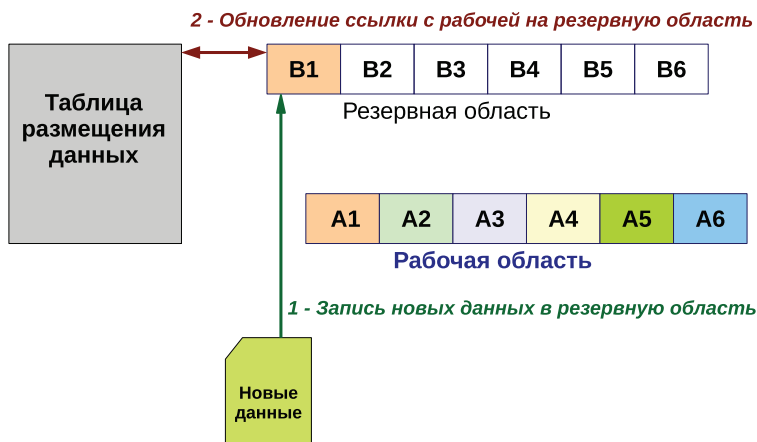 2 - Обновление ссылки с рабочей на резервную область
Таблица
размещения
данных
B1 B2 B3 B4 B5 B6
Резервная область
A1 A2 A3 A4 A5 A6
Рабочая область
1 - Запись новых данных в резервную область
Новые
данные